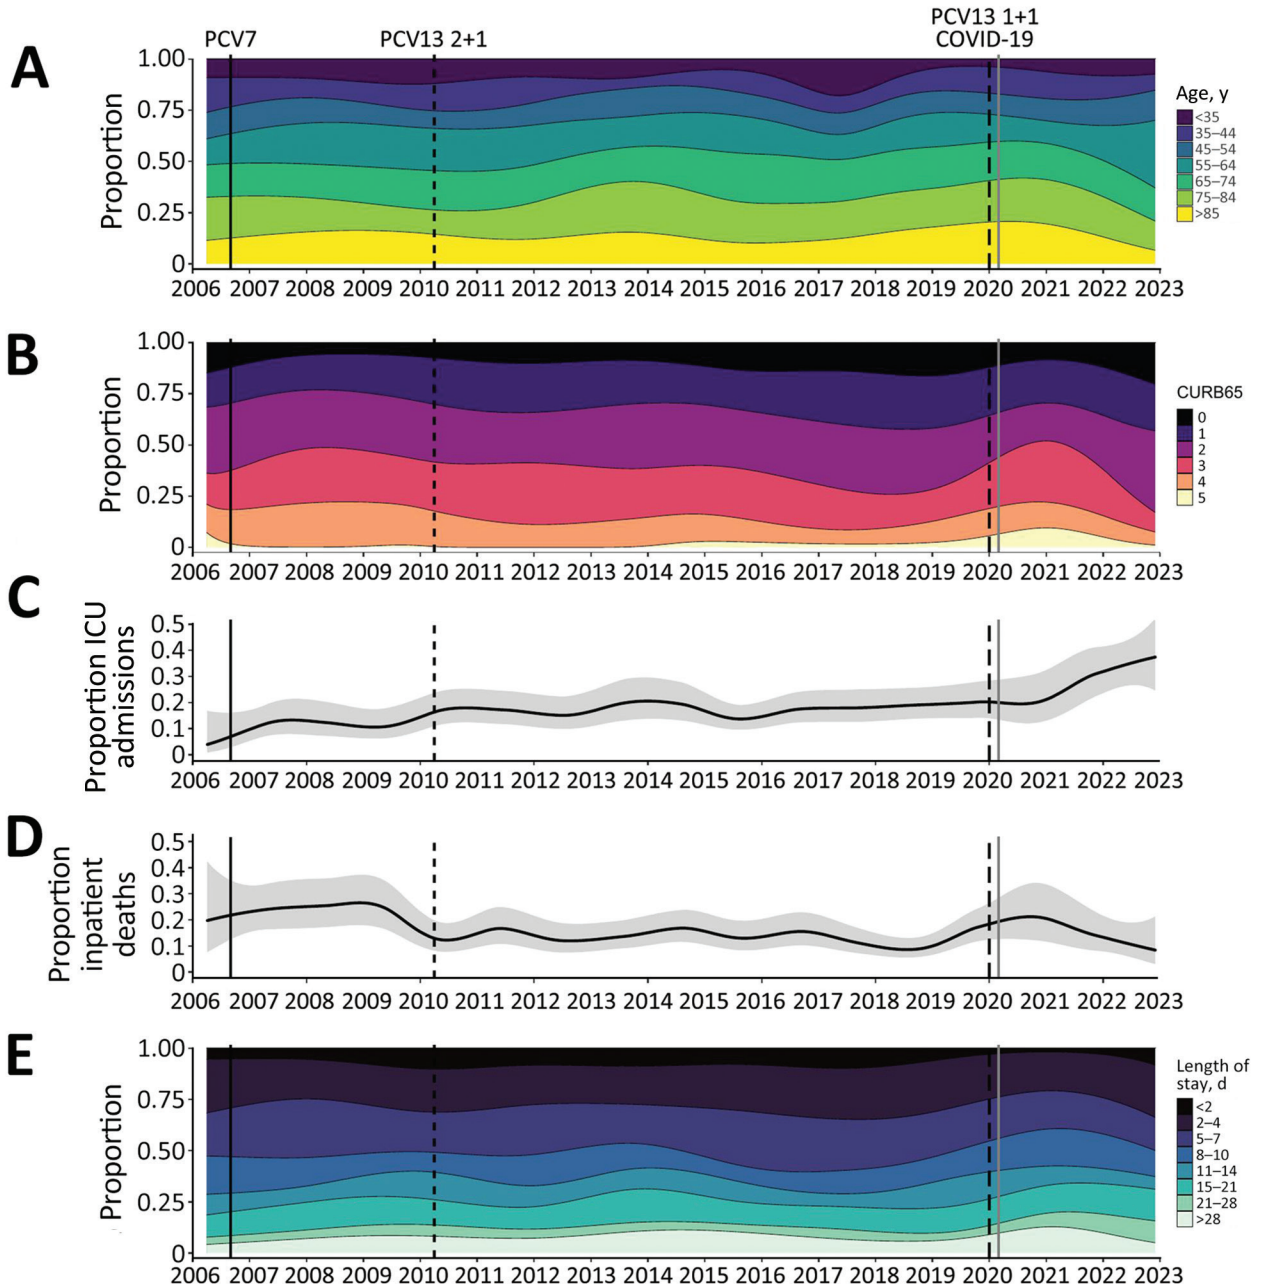 PCV13 1+1
PCV7 PCV13 2+1 COVID-19
A
1.00
0.75
0.50
0.25
0
Proportion
2006 2007 2008 2009 2010 2011 2012 2013 2014 2015 2016 2017 2018 2019 2020 2021 2022 2023
Age, y
<35
35–44
45–54
55–64
65–74
75–84
>85
B
1.00
0.75
0.50
0.25
0
Proportion
2006 2007 2008 2009 2010 2011 2012 2013 2014 2015 2016 2017 2018 2019 2020 2021 2022 2023
CURB65
0
1
2
3
4
5
C
Proportion ICU
admissions
0.5
0.4
0.3
0.2
0.1
0
2006 2007 2008 2009 2010 2011 2012 2013 2014 2015 2016 2017 2018 2019 2020 2021 2022 2023
D
Proportion
inpatient
deaths
0.5
0.4
0.3
0.2
0.1
0
2006 2007 2008 2009 2010 2011 2012 2013 2014 2015 2016 2017 2018 2019 2020 2021 2022 2023
E
1.00
0.75
0.50
0.25
0
Proportion
2006 2007 2008 2009 2010 2011 2012 2013 2014 2015 2016 2017 2018 2019 2020 2021 2022 2023
Length of
stay, d
<2
2–4
5–7
8–10
11–14
15–21
21–28
>28